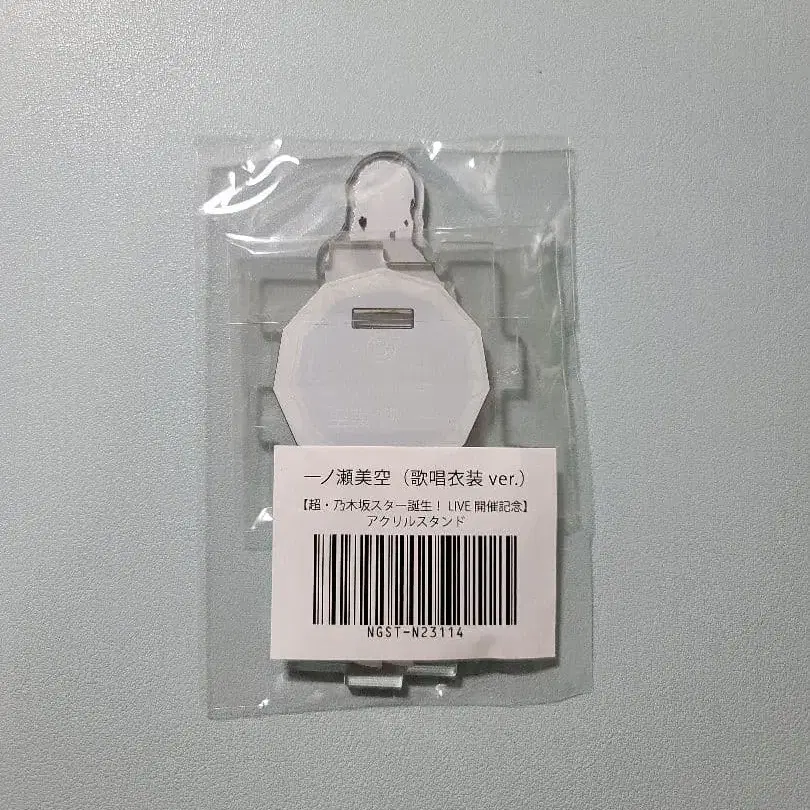 一ノ瀬美空（歌唱衣装 ver.）
【超・乃木坂スター誕生！ LIVE 開催記念】
アクリルスタンド
NGST-N23114